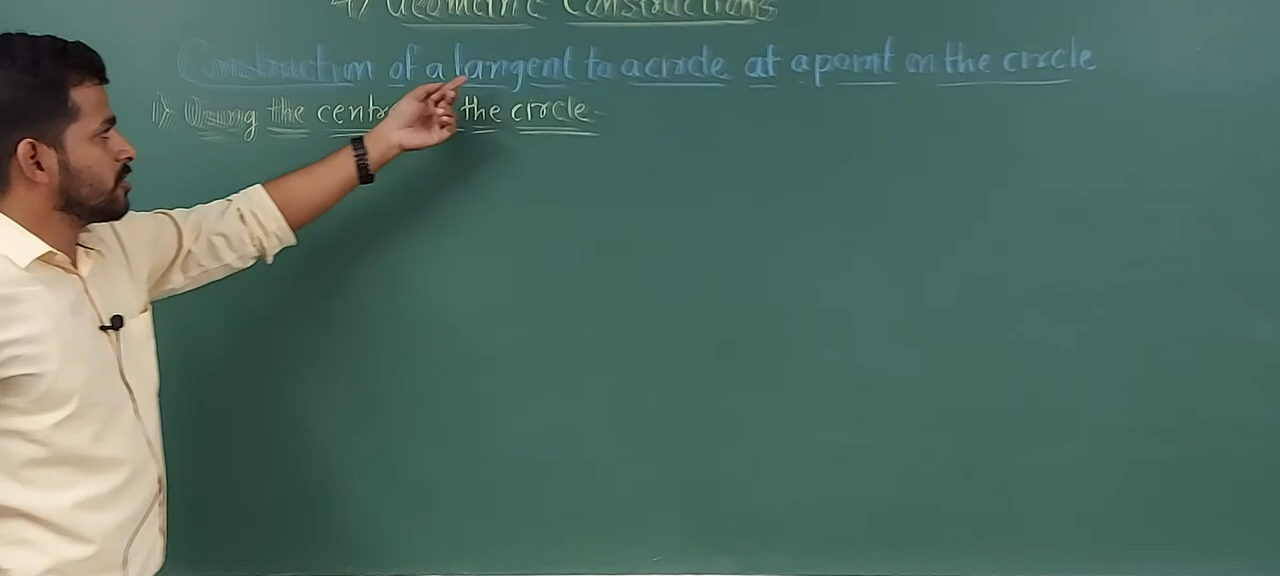 4) Geometric Constructions
Construction of a tangent to a circle at a point on the circle
1) Using the centre the circle